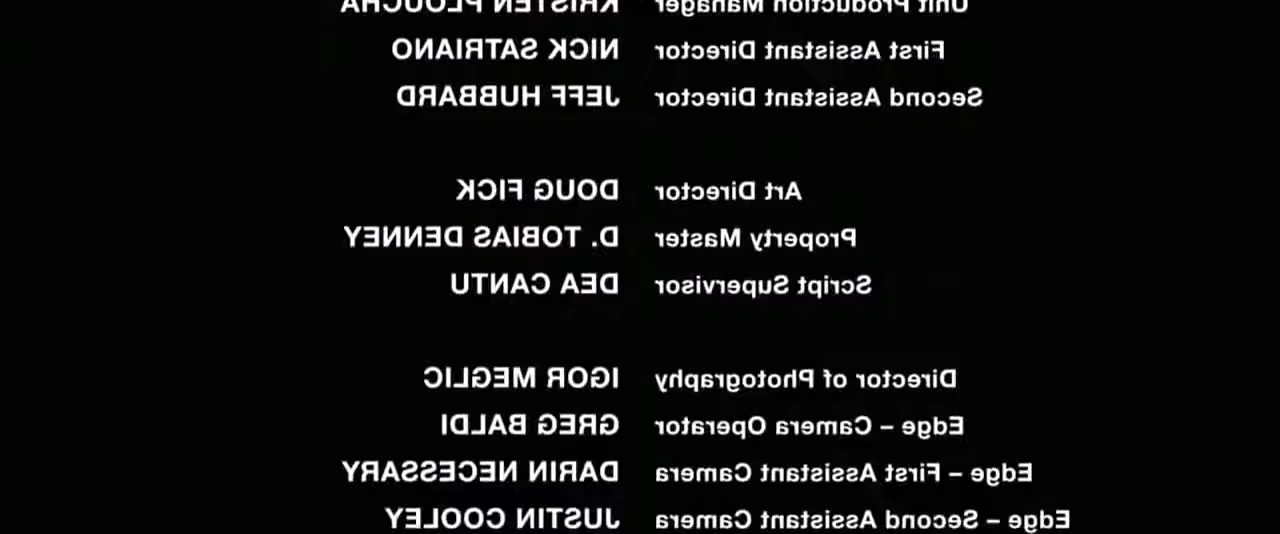 Unit Production Manager KRISTEN PLOUCHA
First Assistant Director NICK SATRIANO
Second Assistant Director JEFF HUBBARD
Art Director DOUG FICK
Property Master D. TOBIAS DENNEY
Script Supervisor DEA CANTU
Director of Photography IGOR MEGLIC
Edge – Camera Operator GREG BALDI
Edge – First Assistant Camera DARIN NECESSARY
Edge – Second Assistant Camera JUSTIN COOLEY